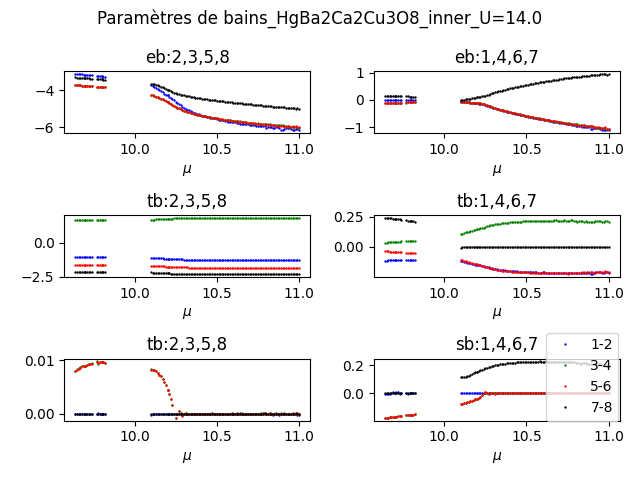 Paramètres de bains_HgBa2Ca2Cu3O8_inner_U=14.0
eb:2,3,5,8
eb:1,4,6,7
−4
−6
10.0 10.5 11.0
μ
1
0
−1
10.0 10.5 11.0
μ
tb:2,3,5,8
tb:1,4,6,7
0.0
−2.5
10.0 10.5 11.0
μ
0.25
0.00
10.0 10.5 11.0
μ
tb:2,3,5,8
sb:1,4,6,7
0.01
0.00
10.0 10.5 11.0
μ
0.2
0.0
10.0 10.5 11.0
μ
1-2
3-4
5-6
7-8